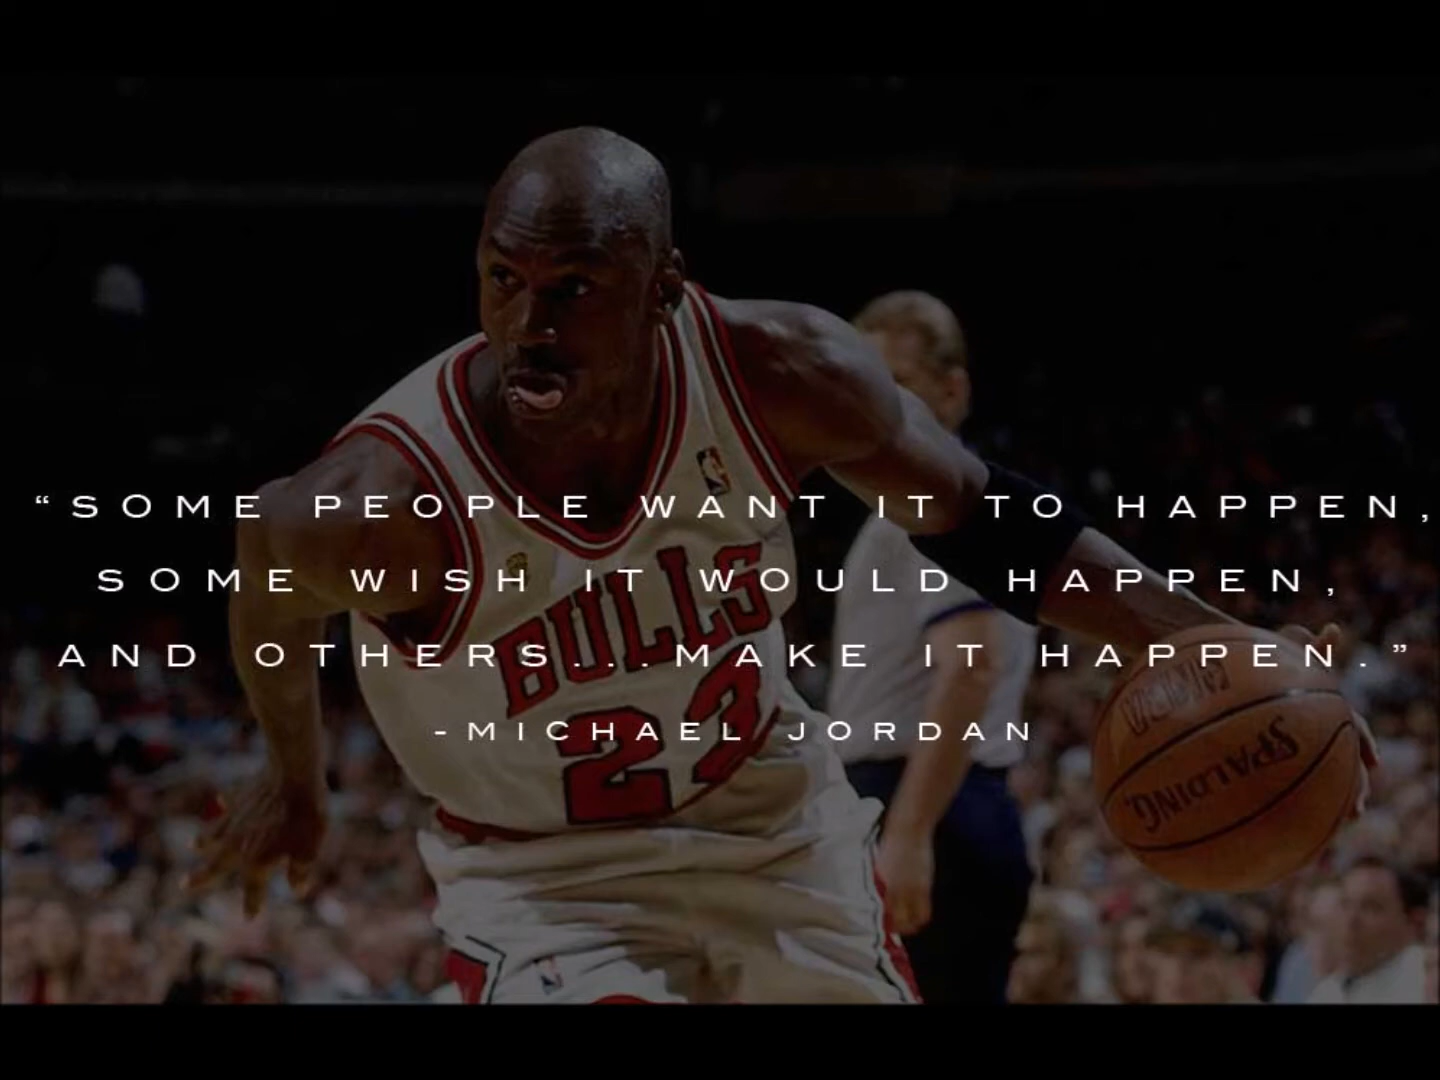 “SOME PEOPLE WANT IT TO HAPPEN,
SOME WISH IT WOULD HAPPEN,
AND OTHERS...MAKE IT HAPPEN.”
-MICHAEL JORDAN
BULLS
23
SPALDING